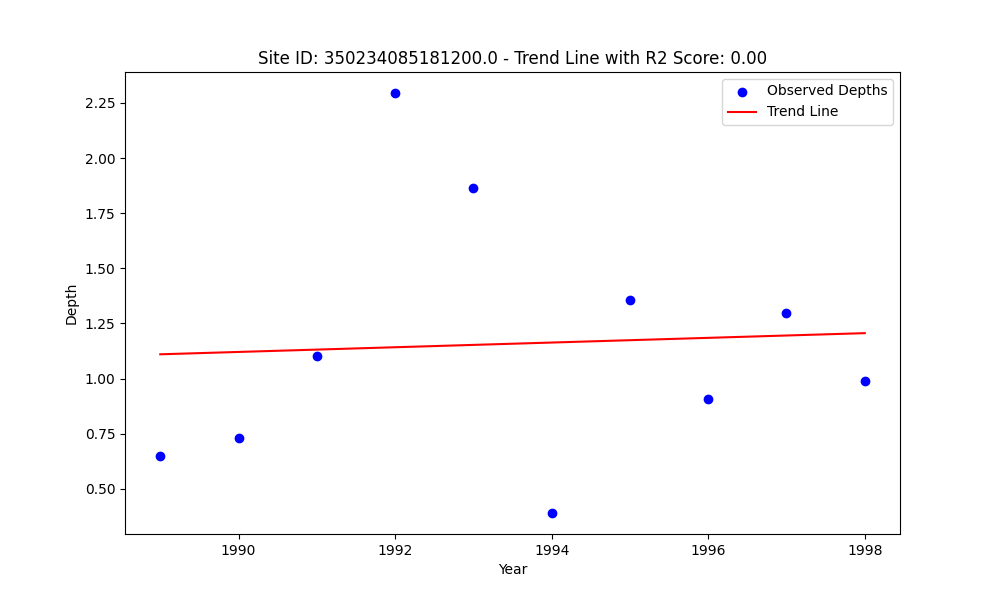 Site ID: 350234085181200.0 - Trend Line with R2 Score: 0.00
Observed Depths
Trend Line
2.25
2.00
1.75
1.50
1.25
1.00
0.75
0.50
Depth
1990
1992
1994
1996
1998
Year